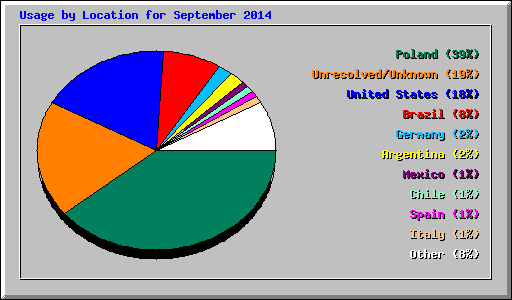 Usage by Location for September 2014
Poland (39%)
Unresolved/Unknown (19%)
United States (18%)
Brazil (8%)
Germany (2%)
Argentina (2%)
Mexico (1%)
Chile (1%)
Spain (1%)
Italy (1%)
Other (8%)